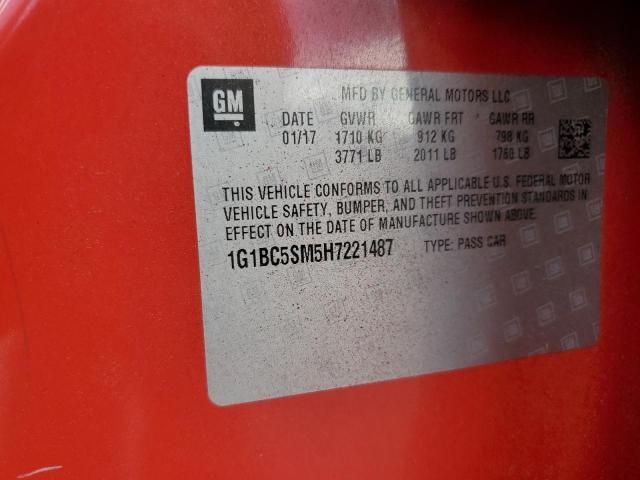 GM
MFD BY GENERAL MOTORS LLC
DATE GVWR GAWR FRT GAWR RR
01/17 1710 KG 912 KG 798 KG
3771 LB 2011 LB 1760 LB
THIS VEHICLE CONFORMS TO ALL APPLICABLE U.S. FEDERAL MOTOR
VEHICLE SAFETY, BUMPER, AND THEFT PREVENTION STANDARDS IN
EFFECT ON THE DATE OF MANUFACTURE SHOWN ABOVE.
1G1BC5SM5H7221487 TYPE: PASS CAR